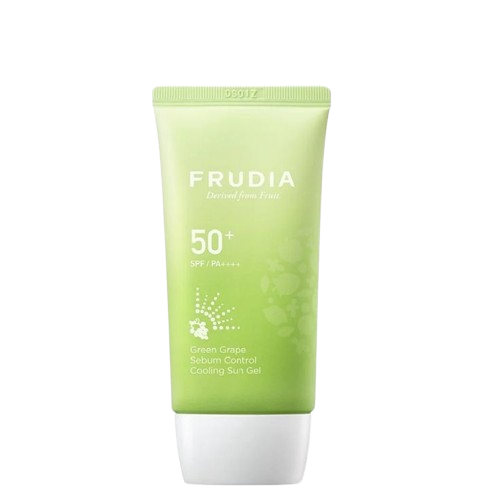 FRUDIA
Derived from Fruit
50+
SPF / PA++++
Green Grape
Sebum Control
Cooling Sun Gel